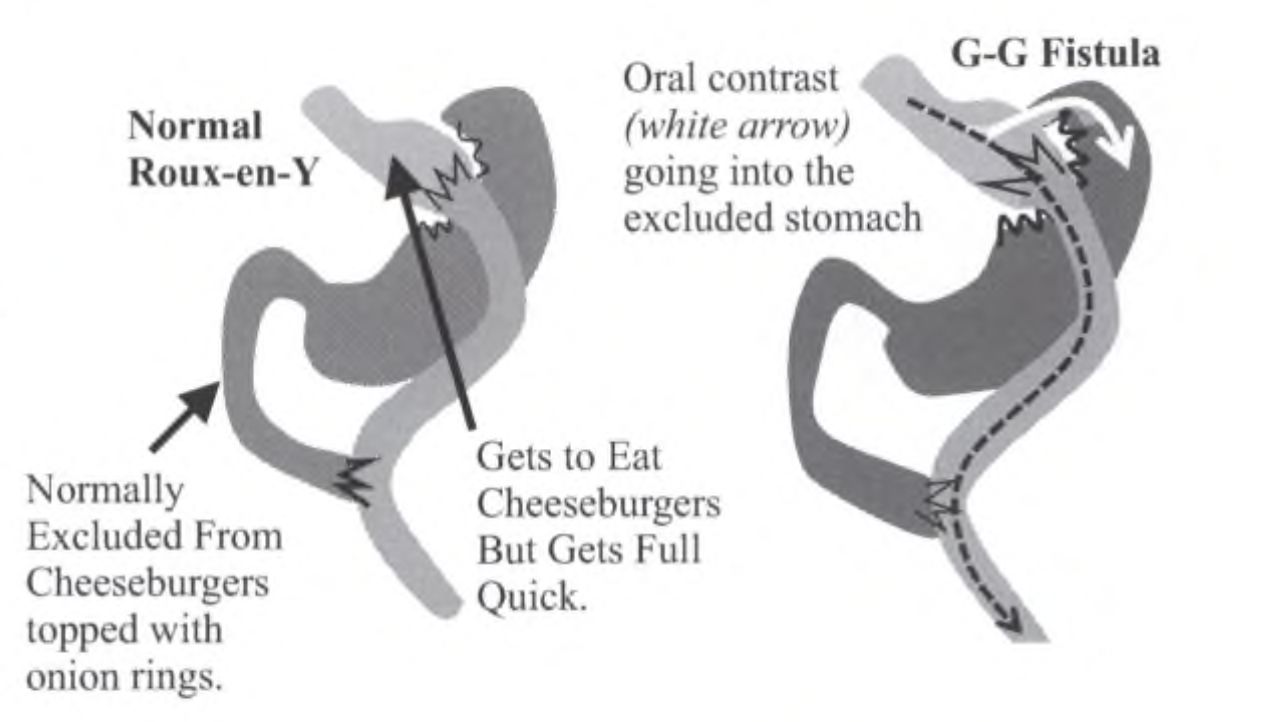 Normal
Roux-en-Y
Normally
Excluded From
Cheeseburgers
topped with
onion rings.
Gets to Eat
Cheeseburgers
But Gets Full
Quick.
G-G Fistula
Oral contrast
(white arrow)
going into the
excluded stomach